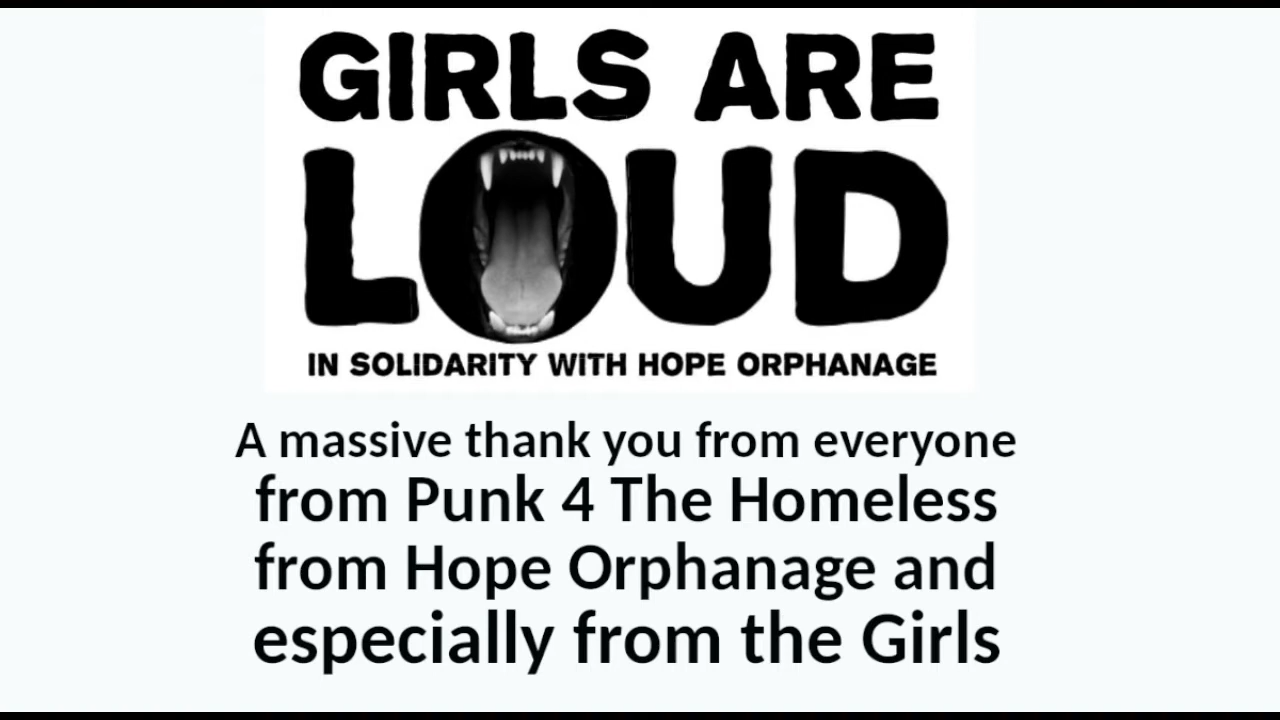 GIRLS ARE
LOUD
IN SOLIDARITY WITH HOPE ORPHANAGE
A massive thank you from everyone
from Punk 4 The Homeless
from Hope Orphanage and
especially from the Girls